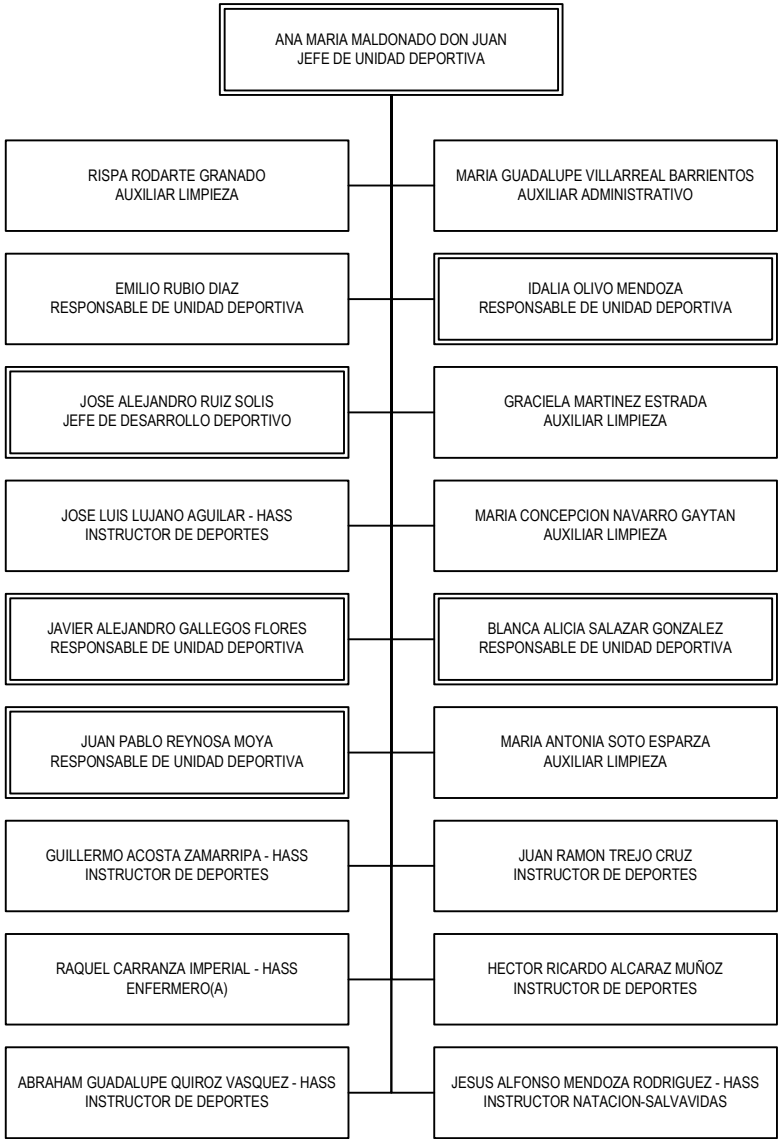 ANA MARIA MALDONADO DON JUAN
JEFE DE UNIDAD DEPORTIVA
RISPA RODARTE GRANADO
AUXILIAR LIMPIEZA
MARIA GUADALUPE VILLARREAL BARRIENTOS
AUXILIAR ADMINISTRATIVO
EMILIO RUBIO DIAZ
RESPONSABLE DE UNIDAD DEPORTIVA
IDALIA OLIVO MENDOZA
RESPONSABLE DE UNIDAD DEPORTIVA
JOSE ALEJANDRO RUIZ SOLIS
JEFE DE DESARROLLO DEPORTIVO
GRACIELA MARTINEZ ESTRADA
AUXILIAR LIMPIEZA
JOSE LUIS LUJANO AGUILAR - HASS
INSTRUCTOR DE DEPORTES
MARIA CONCEPCION NAVARRO GAYTAN
AUXILIAR LIMPIEZA
JAVIER ALEJANDRO GALLEGOS FLORES
RESPONSABLE DE UNIDAD DEPORTIVA
BLANCA ALICIA SALAZAR GONZALEZ
RESPONSABLE DE UNIDAD DEPORTIVA
JUAN PABLO REYNOSA MOYA
RESPONSABLE DE UNIDAD DEPORTIVA
MARIA ANTONIA SOTO ESPARZA
AUXILIAR LIMPIEZA
GUILLERMO ACOSTA ZAMARRIPA - HASS
INSTRUCTOR DE DEPORTES
JUAN RAMON TREJO CRUZ
INSTRUCTOR DE DEPORTES
RAQUEL CARRANZA IMPERIAL - HASS
ENFERMERO(A)
HECTOR RICARDO ALCARAZ MUÑOZ
INSTRUCTOR DE DEPORTES
ABRAHAM GUADALUPE QUIROZ VASQUEZ - HASS
INSTRUCTOR DE DEPORTES
JESUS ALFONSO MENDOZA RODRIGUEZ - HASS
INSTRUCTOR NATACION-SALVAVIDAS